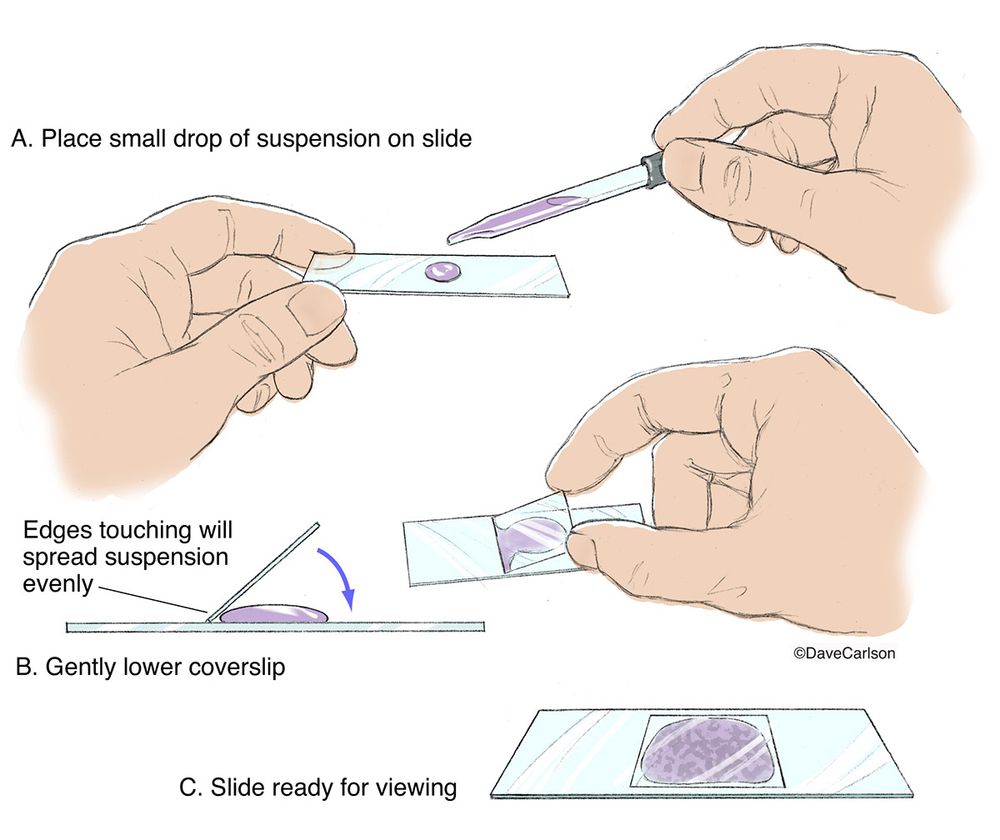 A. Place small drop of suspension on slide
Edges touching will
spread suspension
evenly
B. Gently lower coverslip
©DaveCarlson
C. Slide ready for viewing